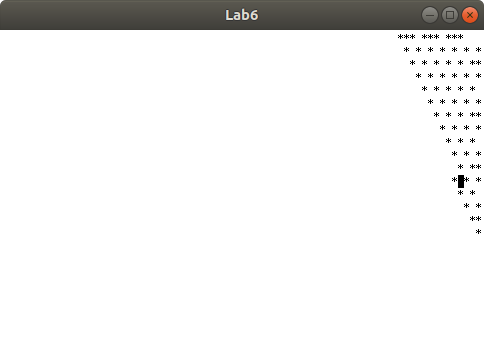 Lab6
*** *** ***
 * * * * * * *
  * * * * * **
   * * * * * *
    * * * * *
     * * * * *
      * * * **
       * * * *
        * * *
         * * *
          * **
         * * *
          * *
           * *
            **
             *